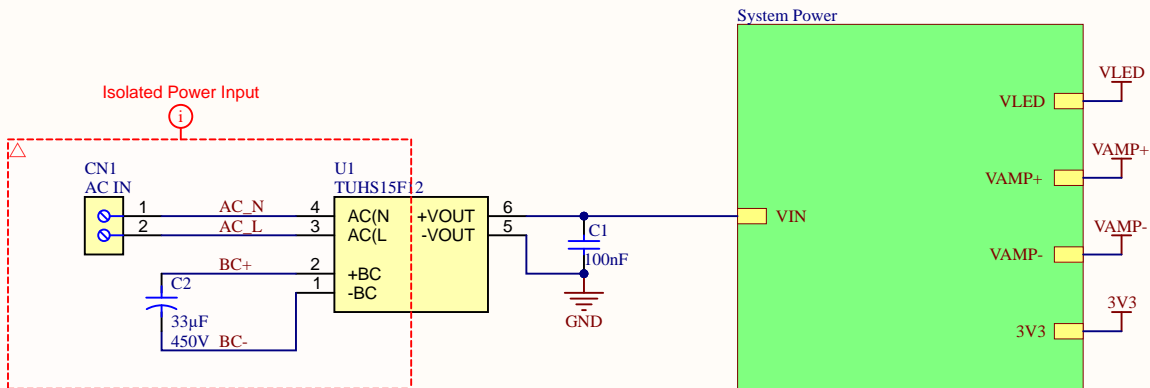 System Power
Isolated Power Input
i
VLED
VLED
CN1
AC IN
U1
TUHS15F12
VAMP+
VAMP+
1
AC_N
4
AC(N
+VOUT
6
VIN
2
AC_L
3
AC(L
-VOUT
5
C1
100nF
VAMP-
VAMP-
BC+
2
+BC
C2
1
-BC
33µF
450V
BC-
GND
3V3
3V3